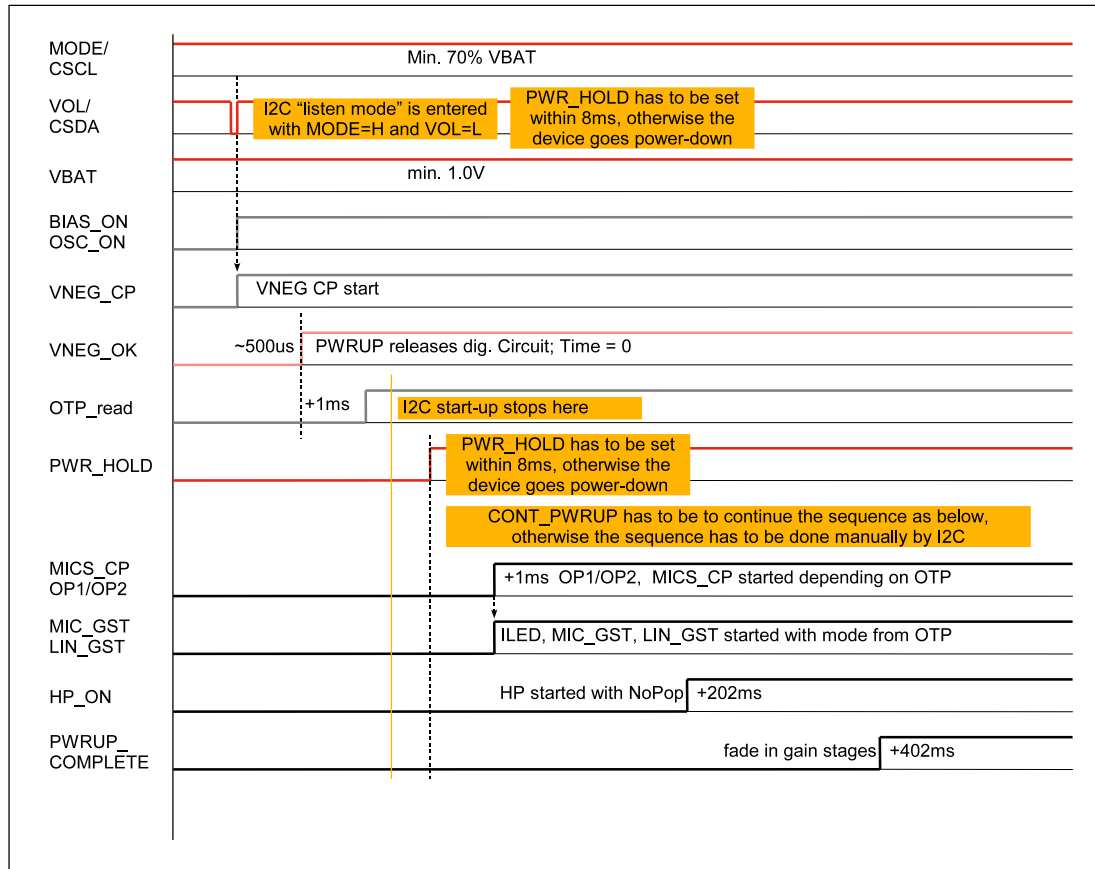 MODE/
CSCL
Min. 70% VBAT
VOL/
CSDA
I2C “listen mode” is entered
with MODE=H and VOL=L
PWR_HOLD has to be set
within 8ms, otherwise the
device goes power-down
VBAT
min. 1.0V
BIAS_ON
OSC_ON
VNEG_CP
VNEG CP start
VNEG_OK
~500us
PWRUP releases dig. Circuit; Time = 0
OTP_read
+1ms
I2C start-up stops here
PWR_HOLD
PWR_HOLD has to be set
within 8ms, otherwise the
device goes power-down
CONT_PWRUP has to be to continue the sequence as below,
otherwise the sequence has to be done manually by I2C
MICS_CP
OP1/OP2
+1ms OP1/OP2, MICS_CP started depending on OTP
MIC_GST
LIN_GST
ILED, MIC_GST, LIN_GST started with mode from OTP
HP_ON
HP started with NoPop
+202ms
PWRUP_
COMPLETE
fade in gain stages
+402ms